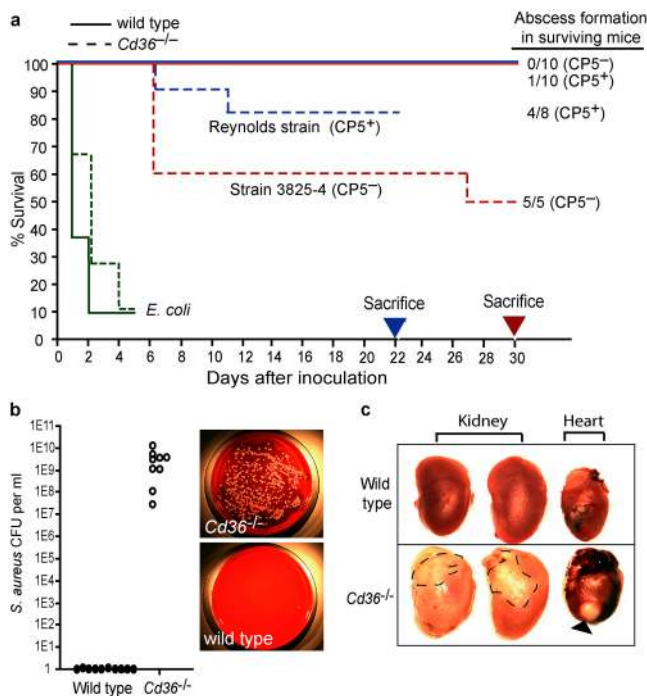 a
wild type
Cd36–/–
Abscess formation
in surviving mice
0/10 (CP5–)
1/10 (CP5+)
4/8 (CP5+)
5/5 (CP5–)
% Survival
100
90
80
70
60
50
40
30
20
10
0
Reynolds strain (CP5+)
Strain 3825-4 (CP5–)
E. coli
Sacrifice
Sacrifice
0 2 4 6 8 10 12 14 16 18 20 22 24 26 28 30
Days after inoculation
b
S. aureus CFU per ml
1E11
1E10
1E9
1E8
1E7
1E6
1E5
1E4
1E3
1E2
1E1
1
Wild type
Cd36-/-
Cd36-/-
wild type
c
Kidney
Heart
Wild
type
Cd36-/-